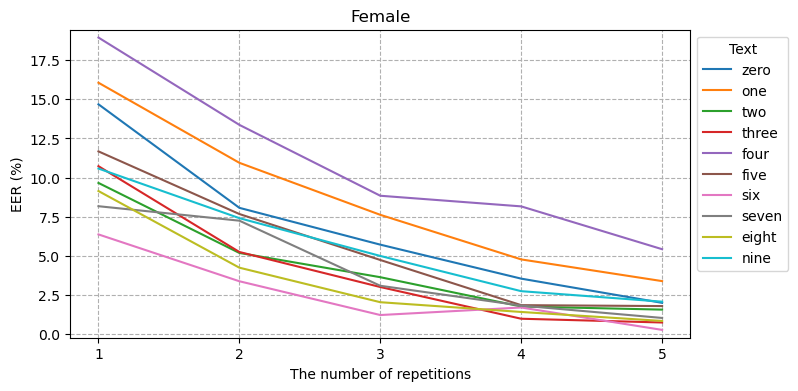 Female
EER (%)
17.5
15.0
12.5
10.0
7.5
5.0
2.5
0.0
1 2 3 4 5
The number of repetitions
Text
zero
one
two
three
four
five
six
seven
eight
nine